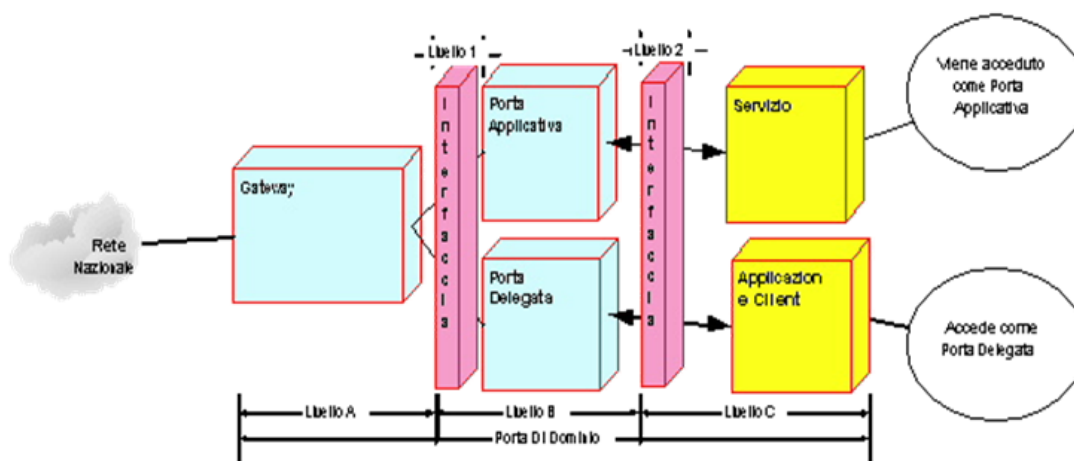 Livello 1
Livello 2
Viene acceduto
come Porta
Applicativa
Interfaccia
Porta
Applicativa
Interfaccia
Servizio
Gateway
Rete
Nazionale
Porta
Delegata
Applicazion
e Client
Accede come
Porta Delegata
Livello A
Livello B
Livello C
Porta Di Dominio